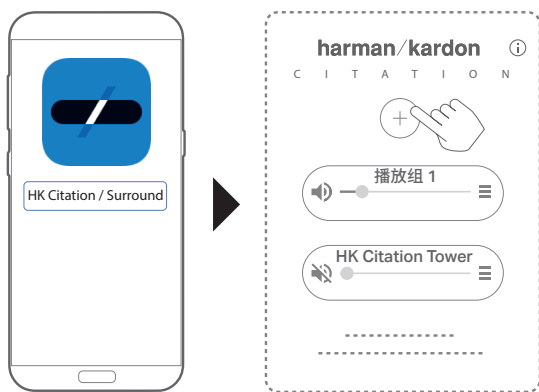 HK Citation / Surround
harman/kardon
CITATION
播放组 1
HK Citation Tower